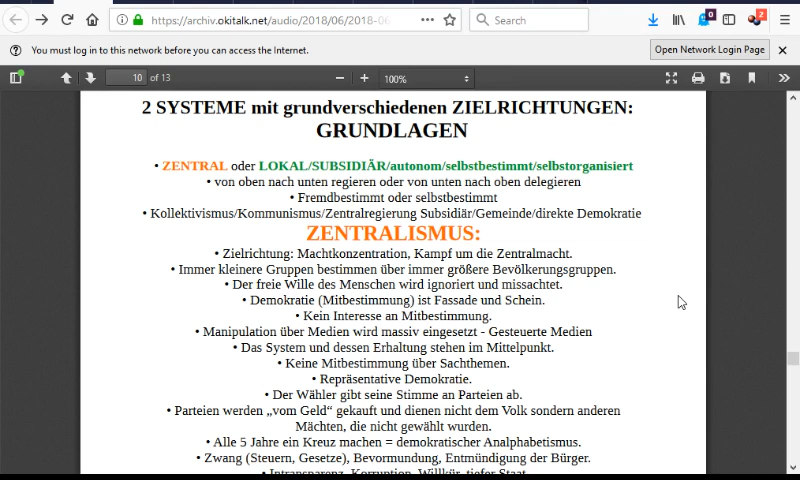 https://archiv.okitalk.net/audio/2018/06/2018-06
Search
0
2
You must log in to this network before you can access the Internet.
Open Network Login Page
10 of 13
100%
2 SYSTEME mit grundverschiedenen ZIELRICHTUNGEN:
GRUNDLAGEN
• ZENTRAL oder LOKAL/SUBSIDIÄR/autonom/selbstbestimmt/selbstorganisiert
• von oben nach unten regieren oder von unten nach oben delegieren
• Fremdbestimmt oder selbstbestimmt
• Kollektivismus/Kommunismus/Zentralregierung Subsidiär/Gemeinde/direkte Demokratie
ZENTRALISMUS:
• Zielrichtung: Machtkonzentration, Kampf um die Zentralmacht.
• Immer kleinere Gruppen bestimmen über immer größere Bevölkerungsgruppen.
• Der freie Wille des Menschen wird ignoriert und missachtet.
• Demokratie (Mitbestimmung) ist Fassade und Schein.
• Kein Interesse an Mitbestimmung.
• Manipulation über Medien wird massiv eingesetzt - Gesteuerte Medien
• Das System und dessen Erhaltung stehen im Mittelpunkt.
• Keine Mitbestimmung über Sachthemen.
• Repräsentative Demokratie.
• Der Wähler gibt seine Stimme an Parteien ab.
• Parteien werden „vom Geld“ gekauft und dienen nicht dem Volk sondern anderen
Mächten, die nicht gewählt wurden.
• Alle 5 Jahre ein Kreuz machen = demokratischer Analphabetismus.
• Zwang (Steuern, Gesetze), Bevormundung, Entmündigung der Bürger.
• Intransparenz, Korruption, Willkür, tiefer Staat